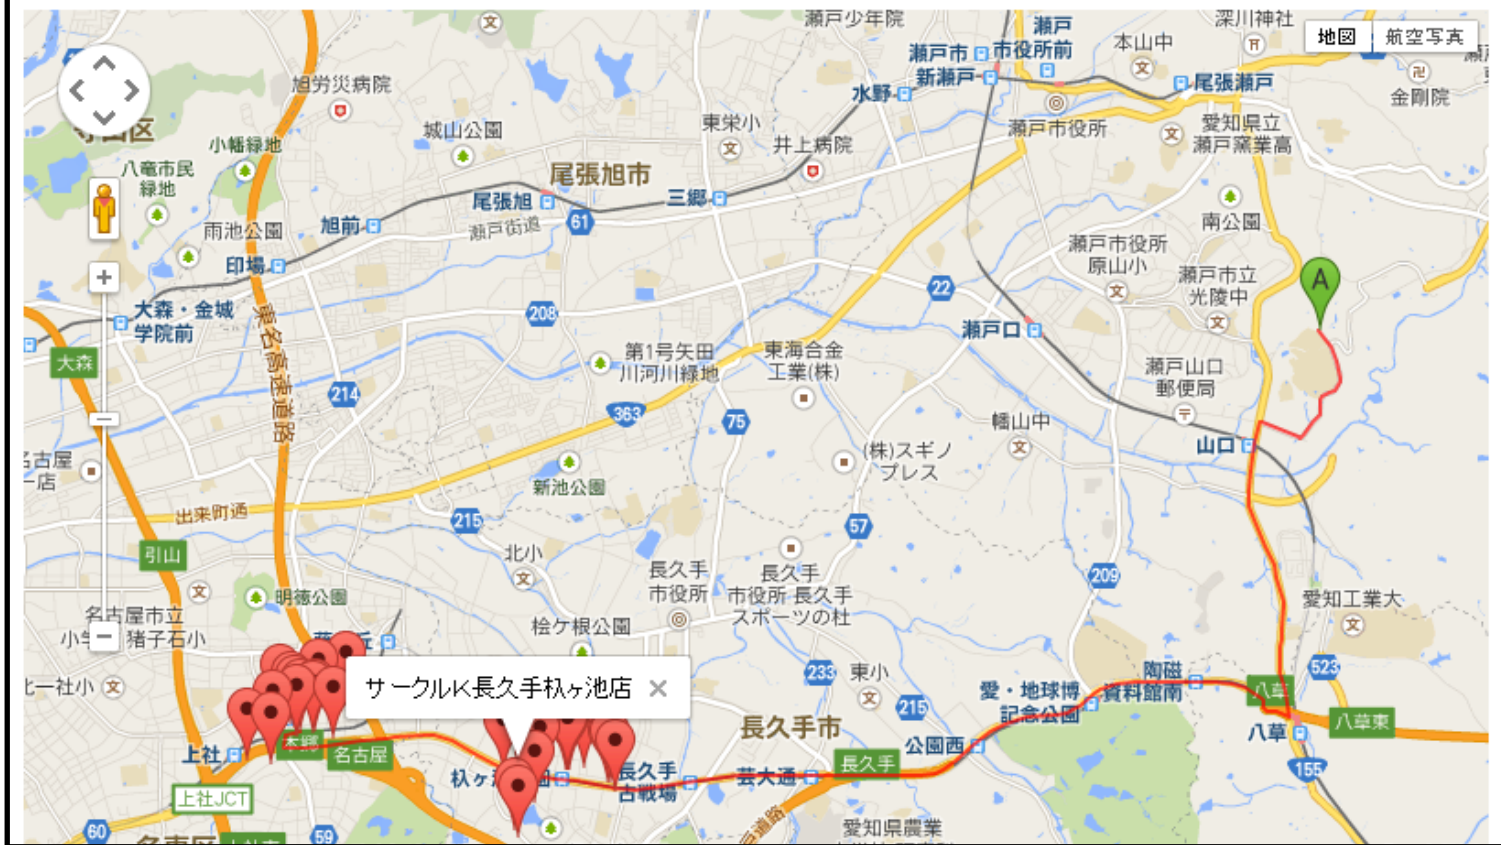 瀬戸少年院
深川神社
瀬戸
市役所前
瀬戸市
本山中
地図
航空写真
新瀬戸
尾張瀬戸
旭労災病院
水野
金剛院
瀬戸市役所
愛知県立
瀬戸窯業高
小幡緑地
城山公園
東栄小
井上病院
八竜市民
緑地
尾張旭市
尾張旭
三郷
南公園
雨池公園
旭前
瀬戸街道
61
瀬戸市役所
原山小
印場
瀬戸市立
光陵中
A
22
大森・金城
学院前
東名高速道路
208
瀬戸口
大森
第1号矢田
川河川緑地
東海合金
工業(株)
瀬戸山口
郵便局
214
363
75
幡山中
山口
(株)スギノ
プレス
新池公園
出来町通
215
57
引山
北小
長久手
市役所
長久手
市役所 長久手
スポーツの杜
209
明徳公園
愛知工業大
名古屋市立
猪子石小
桧ケ根公園
サークルK長久手杁ヶ池店
233
東小
陶磁
資料館南
523
北一社小
愛・地球博
記念公園
215
八草
長久手市
八草東
上社
本郷
名古屋
公園西
八草
長久手
古戦場
芸大通
長久手
155
上社JCT
60
59
愛知県農業